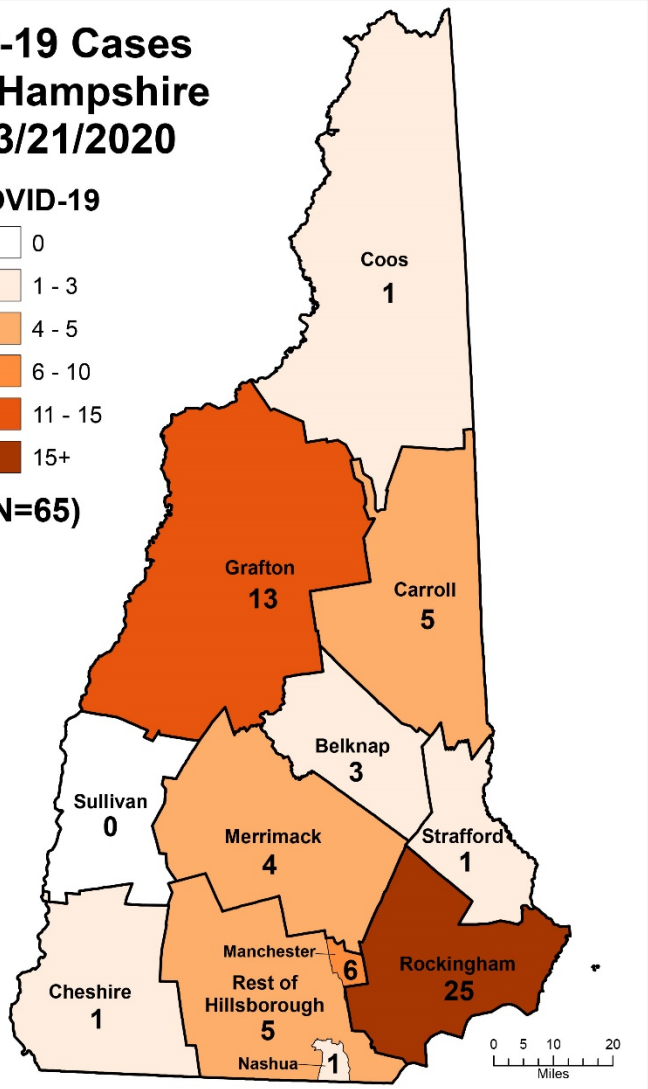 -19 Cases
Hampshire
3/21/2020
OVID-19
0
1 - 3
4 - 5
6 - 10
11 - 15
15+
N=65)
Coos
1
Grafton
13
Carroll
5
Belknap
3
Sullivan
0
Merrimack
4
Strafford
1
Manchester
6
Rockingham
25
Cheshire
1
Rest of
Hillsborough
5
Nashua
1
0 5 10 20
Miles